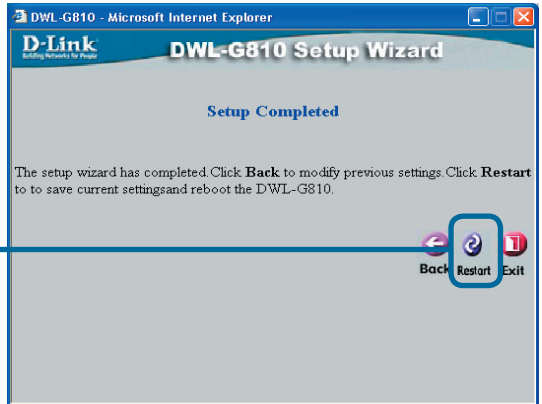 DWL-G810 - Microsoft Internet Explorer
D-Link
Building Networks for People
DWL-G810 Setup Wizard
Setup Completed
The setup wizard has completed.Click Back to modify previous settings.Click Restart
to to save current settingsand reboot the DWL-G810.
Back Restart Exit